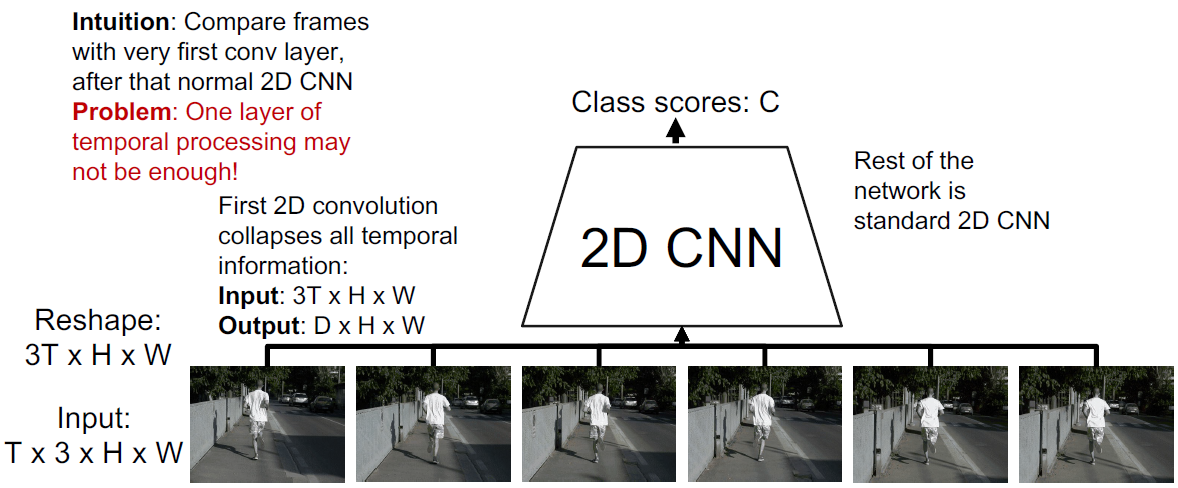 Intuition: Compare frames
with very first conv layer,
after that normal 2D CNN
Problem: One layer of
temporal processing may
not be enough!
First 2D convolution
collapses all temporal
information:
Input: 3T x H x W
Output: D x H x W
Class scores: C
2D CNN
Rest of the
network is
standard 2D CNN
Reshape:
3T x H x W
Input:
T x 3 x H x W